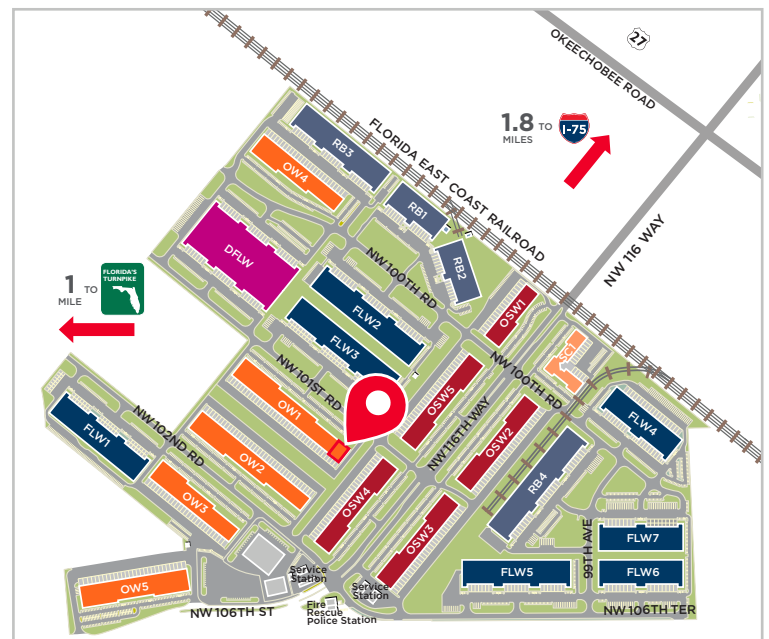 27
OKEECHOBEE ROAD
1.8 TO I-75
MILES
FLORIDA EAST COAST RAILROAD
NW 116 WAY
RB3
OW4
RB1
RB2
DFLW
NW 100TH RD
1 TO FLORIDA'S TURNPIKE
MILE
FLW2
FLW3
OSW1
SC1
NW 101ST RD
NW 100TH RD
OSW5
OW1
NW 116TH WAY
OSW2
FLW4
FLW1
NW 102ND RD
OW2
RB4
OW3
OSW4
OSW3
99TH AVE
FLW7
FLW5
FLW6
OW5
Service
Station
Service
Station
NW 106TH ST
Fire
Rescue
Police Station
NW 106TH TER